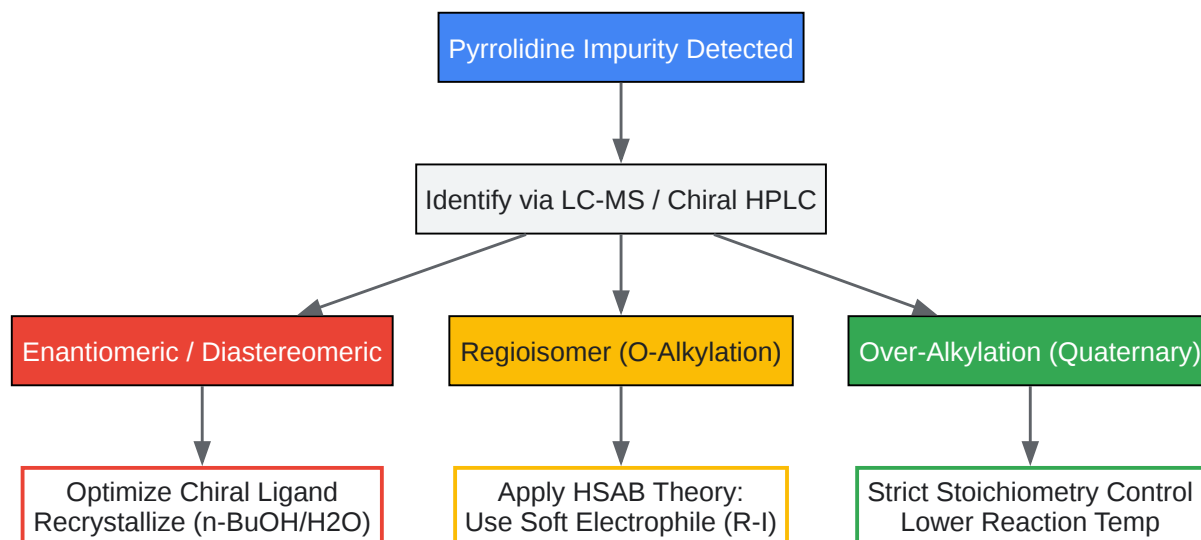 Pyrrolidine Impurity Detected
Identify via LC-MS / Chiral HPLC
Enantiomeric / Diastereomeric
Regioisomer (O-Alkylation)
Over-Alkylation (Quaternary)
Optimize Chiral Ligand
Recrystallize (n-BuOH/H2O)
Apply HSAB Theory:
Use Soft Electrophile (R-I)
Strict Stoichiometry Control
Lower Reaction Temp